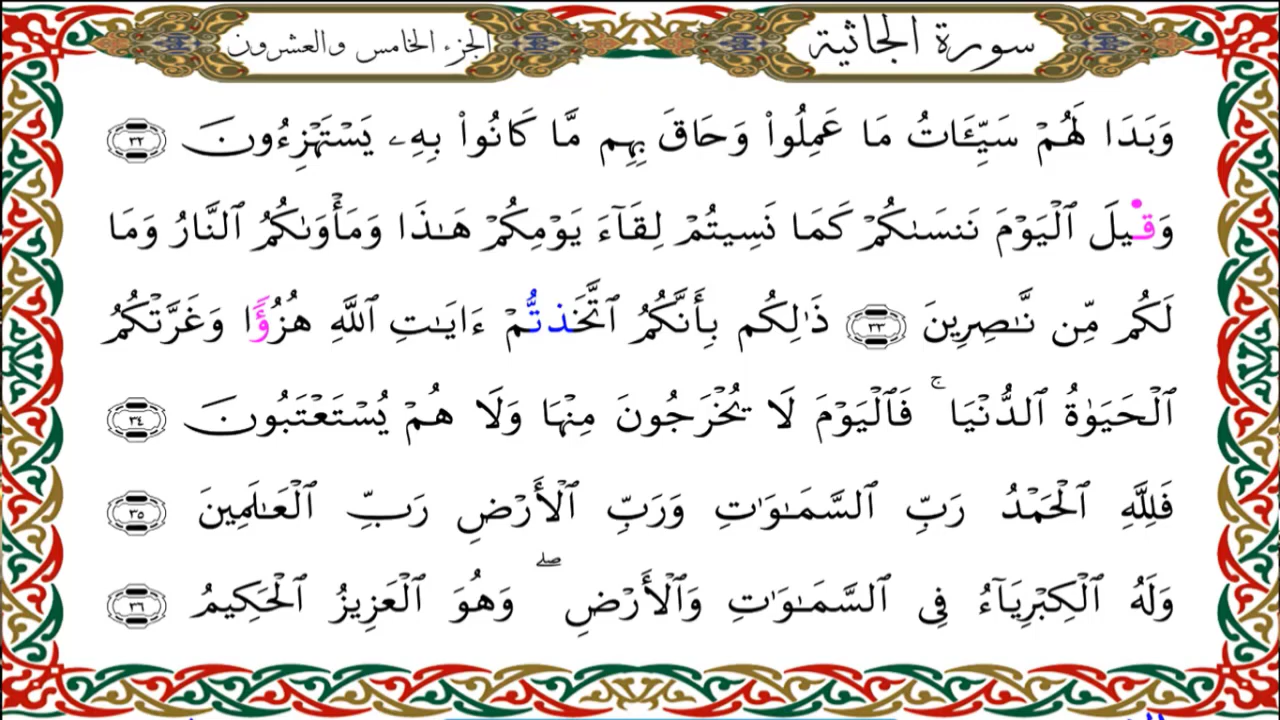 سورة الجاثية
الجزء الخامس والعشرون
وَبَدَا لَهُمْ سَيِّـَٔاتُ مَا عَمِلُوا۟ وَحَاقَ بِهِم مَّا كَانُوا۟ بِهِۦ يَسْتَهْزِءُونَ ٣٢
وَقِيلَ ٱلْيَوْمَ نَنسَىٰكُمْ كَمَا نَسِيتُمْ لِقَآءَ يَوْمِكُمْ هَـٰذَا وَمَأْوَىٰكُمُ ٱلنَّارُ وَمَا
لَكُم مِّن نَّـٰصِرِينَ ٣٣ ذَٰلِكُم بِأَنَّكُمُ ٱتَّخَذتُّمْ ءَايَـٰتِ ٱللَّهِ هُزُؤًا وَغَرَّتْكُمُ
ٱلْحَيَوٰةُ ٱلدُّنْيَا ۚ فَٱلْيَوْمَ لَا يُخْرَجُونَ مِنْهَا وَلَا هُمْ يُسْتَعْتَبُونَ ٣٤
فَلِلَّهِ ٱلْحَمْدُ رَبِّ ٱلسَّمَـٰوَٰتِ وَرَبِّ ٱلْأَرْضِ رَبِّ ٱلْعَـٰلَمِينَ ٣٥
وَلَهُ ٱلْكِبْرِيَآءُ فِى ٱلسَّمَـٰوَٰتِ وَٱلْأَرْضِ ۖ وَهُوَ ٱلْعَزِيزُ ٱلْحَكِيمُ ٣٦